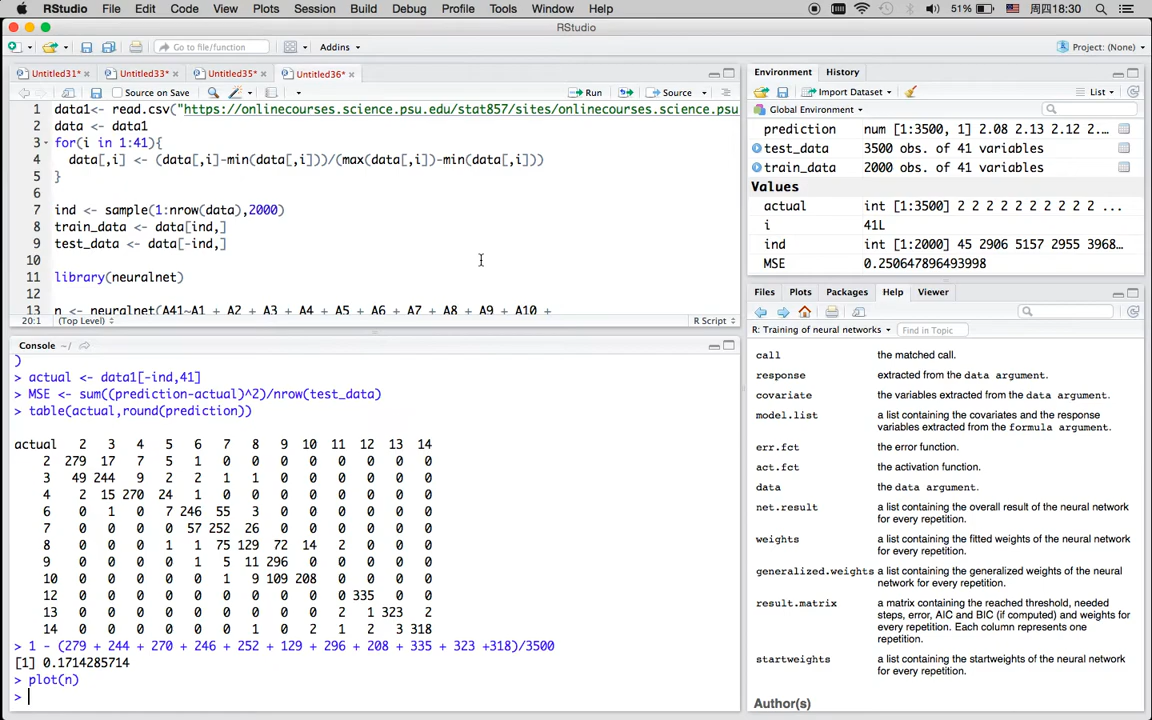 RStudio File Edit Code View Plots Session Build Debug Profile Tools Window Help 51% 周四18:30
RStudio
Go to file/function Addins Project: (None)
Untitled31* Untitled33* Untitled35* Untitled36*
Source on Save Run Source
1 data1<- read.csv("https://onlinecourses.science.psu.edu/stat857/sites/onlinecourses.science.psu
2 data <- data1
3 for(i in 1:41){
4 data[,i] <- (data[,i]-min(data[,i]))/(max(data[,i])-min(data[,i]))
5 }
6
7 ind <- sample(1:nrow(data),2000)
8 train_data <- data[ind,]
9 test_data <- data[-ind,]
10
11 library(neuralnet)
12
13 n <- neuralnet(A41~A1 + A2 + A3 + A4 + A5 + A6 + A7 + A8 + A9 + A10 +
20:1 (Top Level) R Script
Console ~/
)
> actual <- data1[-ind,41]
> MSE <- sum((prediction-actual)^2)/nrow(test_data)
> table(actual,round(prediction))
actual 2 3 4 5 6 7 8 9 10 11 12 13 14
2 279 17 7 5 1 0 0 0 0 0 0 0 0
3 49 244 9 2 2 1 1 0 0 0 0 0 0
4 2 15 270 24 1 0 0 0 0 0 0 0 0
6 0 1 0 7 246 55 3 0 0 0 0 0 0
7 0 0 0 0 57 252 26 0 0 0 0 0 0
8 0 0 0 1 1 75 129 72 14 2 0 0 0
9 0 0 0 0 1 5 11 296 0 0 0 0 0
10 0 0 0 0 0 1 9 109 208 0 0 0 0
12 0 0 0 0 0 0 0 0 0 0 335 0 0
13 0 0 0 0 0 0 0 0 0 2 1 323 2
14 0 0 0 0 0 0 1 0 2 1 2 3 318
> 1 - (279 + 244 + 270 + 246 + 252 + 129 + 296 + 208 + 335 + 323 +318)/3500
[1] 0.1714285714
> plot(n)
>
Environment History
Import Dataset List
Global Environment
prediction num [1:3500, 1] 2.08 2.13 2.12 2...
test_data 3500 obs. of 41 variables
train_data 2000 obs. of 41 variables
Values
actual int [1:3500] 2 2 2 2 2 2 2 2 2 2 ...
i 41L
ind int [1:2000] 45 2906 5157 2955 3968…
MSE 0.250647896493998
Files Plots Packages Help Viewer
R: Training of neural networks Find in Topic
call the matched call.
response extracted from the data argument.
covariate the variables extracted from the data argument.
model.list a list containing the covariates and the response
variables extracted from the formula argument.
err.fct the error function.
act.fct the activation function.
data the data argument.
net.result a list containing the overall result of the neural network
for every repetition.
weights a list containing the fitted weights of the neural network
for every repetition.
generalized.weights a list containing the generalized weights of the neural
network for every repetition.
result.matrix a matrix containing the reached threshold, needed
steps, error, AIC and BIC (if computed) and weights for
every repetition. Each column represents one
repetition.
startweights a list containing the startweights of the neural network
for every repetition.
Author(s)